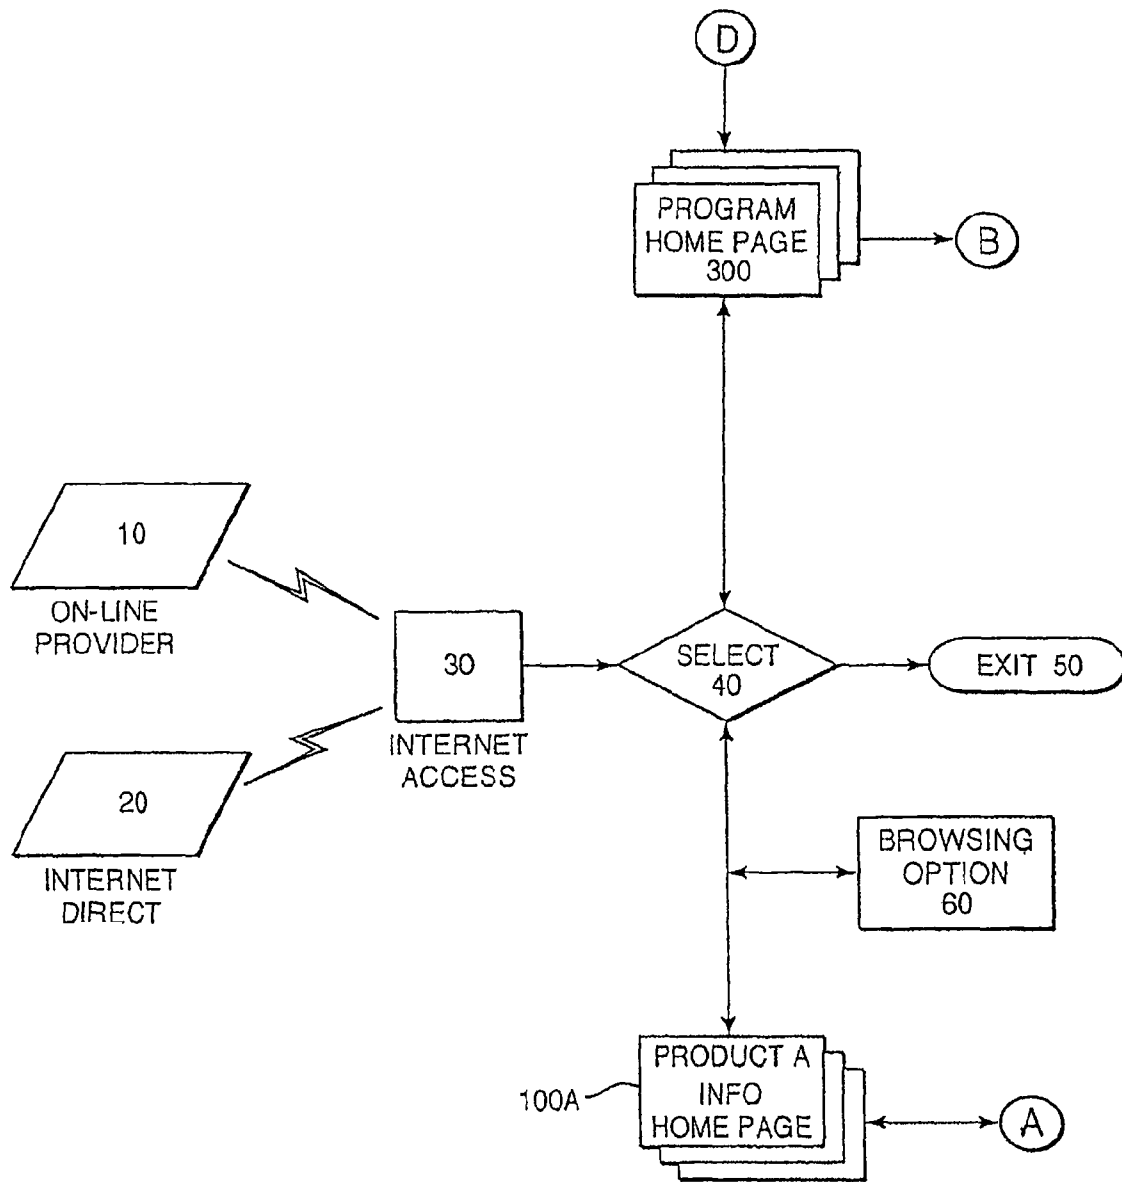 D
PROGRAM
HOME PAGE
300
B
10
ON-LINE
PROVIDER
30
INTERNET
ACCESS
SELECT
40
EXIT 50
20
INTERNET
DIRECT
BROWSING
OPTION
60
PRODUCT A
INFO
HOME PAGE
100A
A